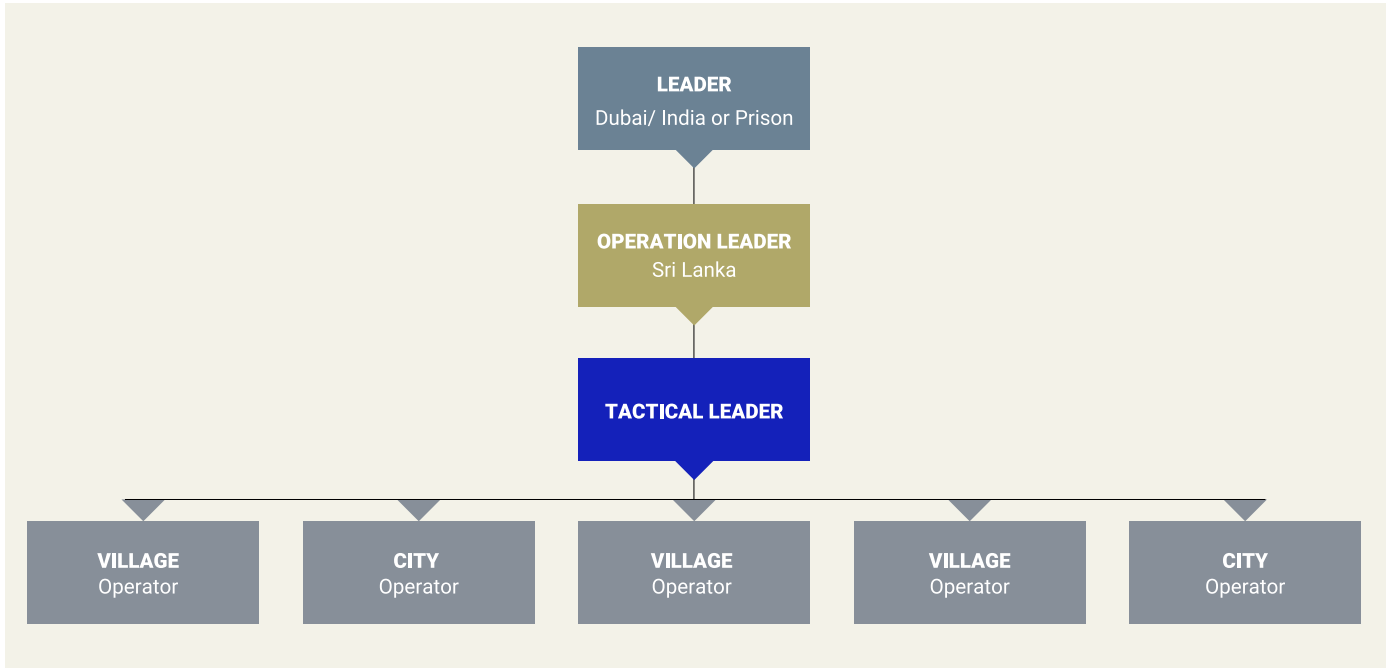 LEADER
Dubai/ India or Prison
OPERATION LEADER
Sri Lanka
TACTICAL LEADER
VILLAGE
Operator
CITY
Operator
VILLAGE
Operator
VILLAGE
Operator
CITY
Operator